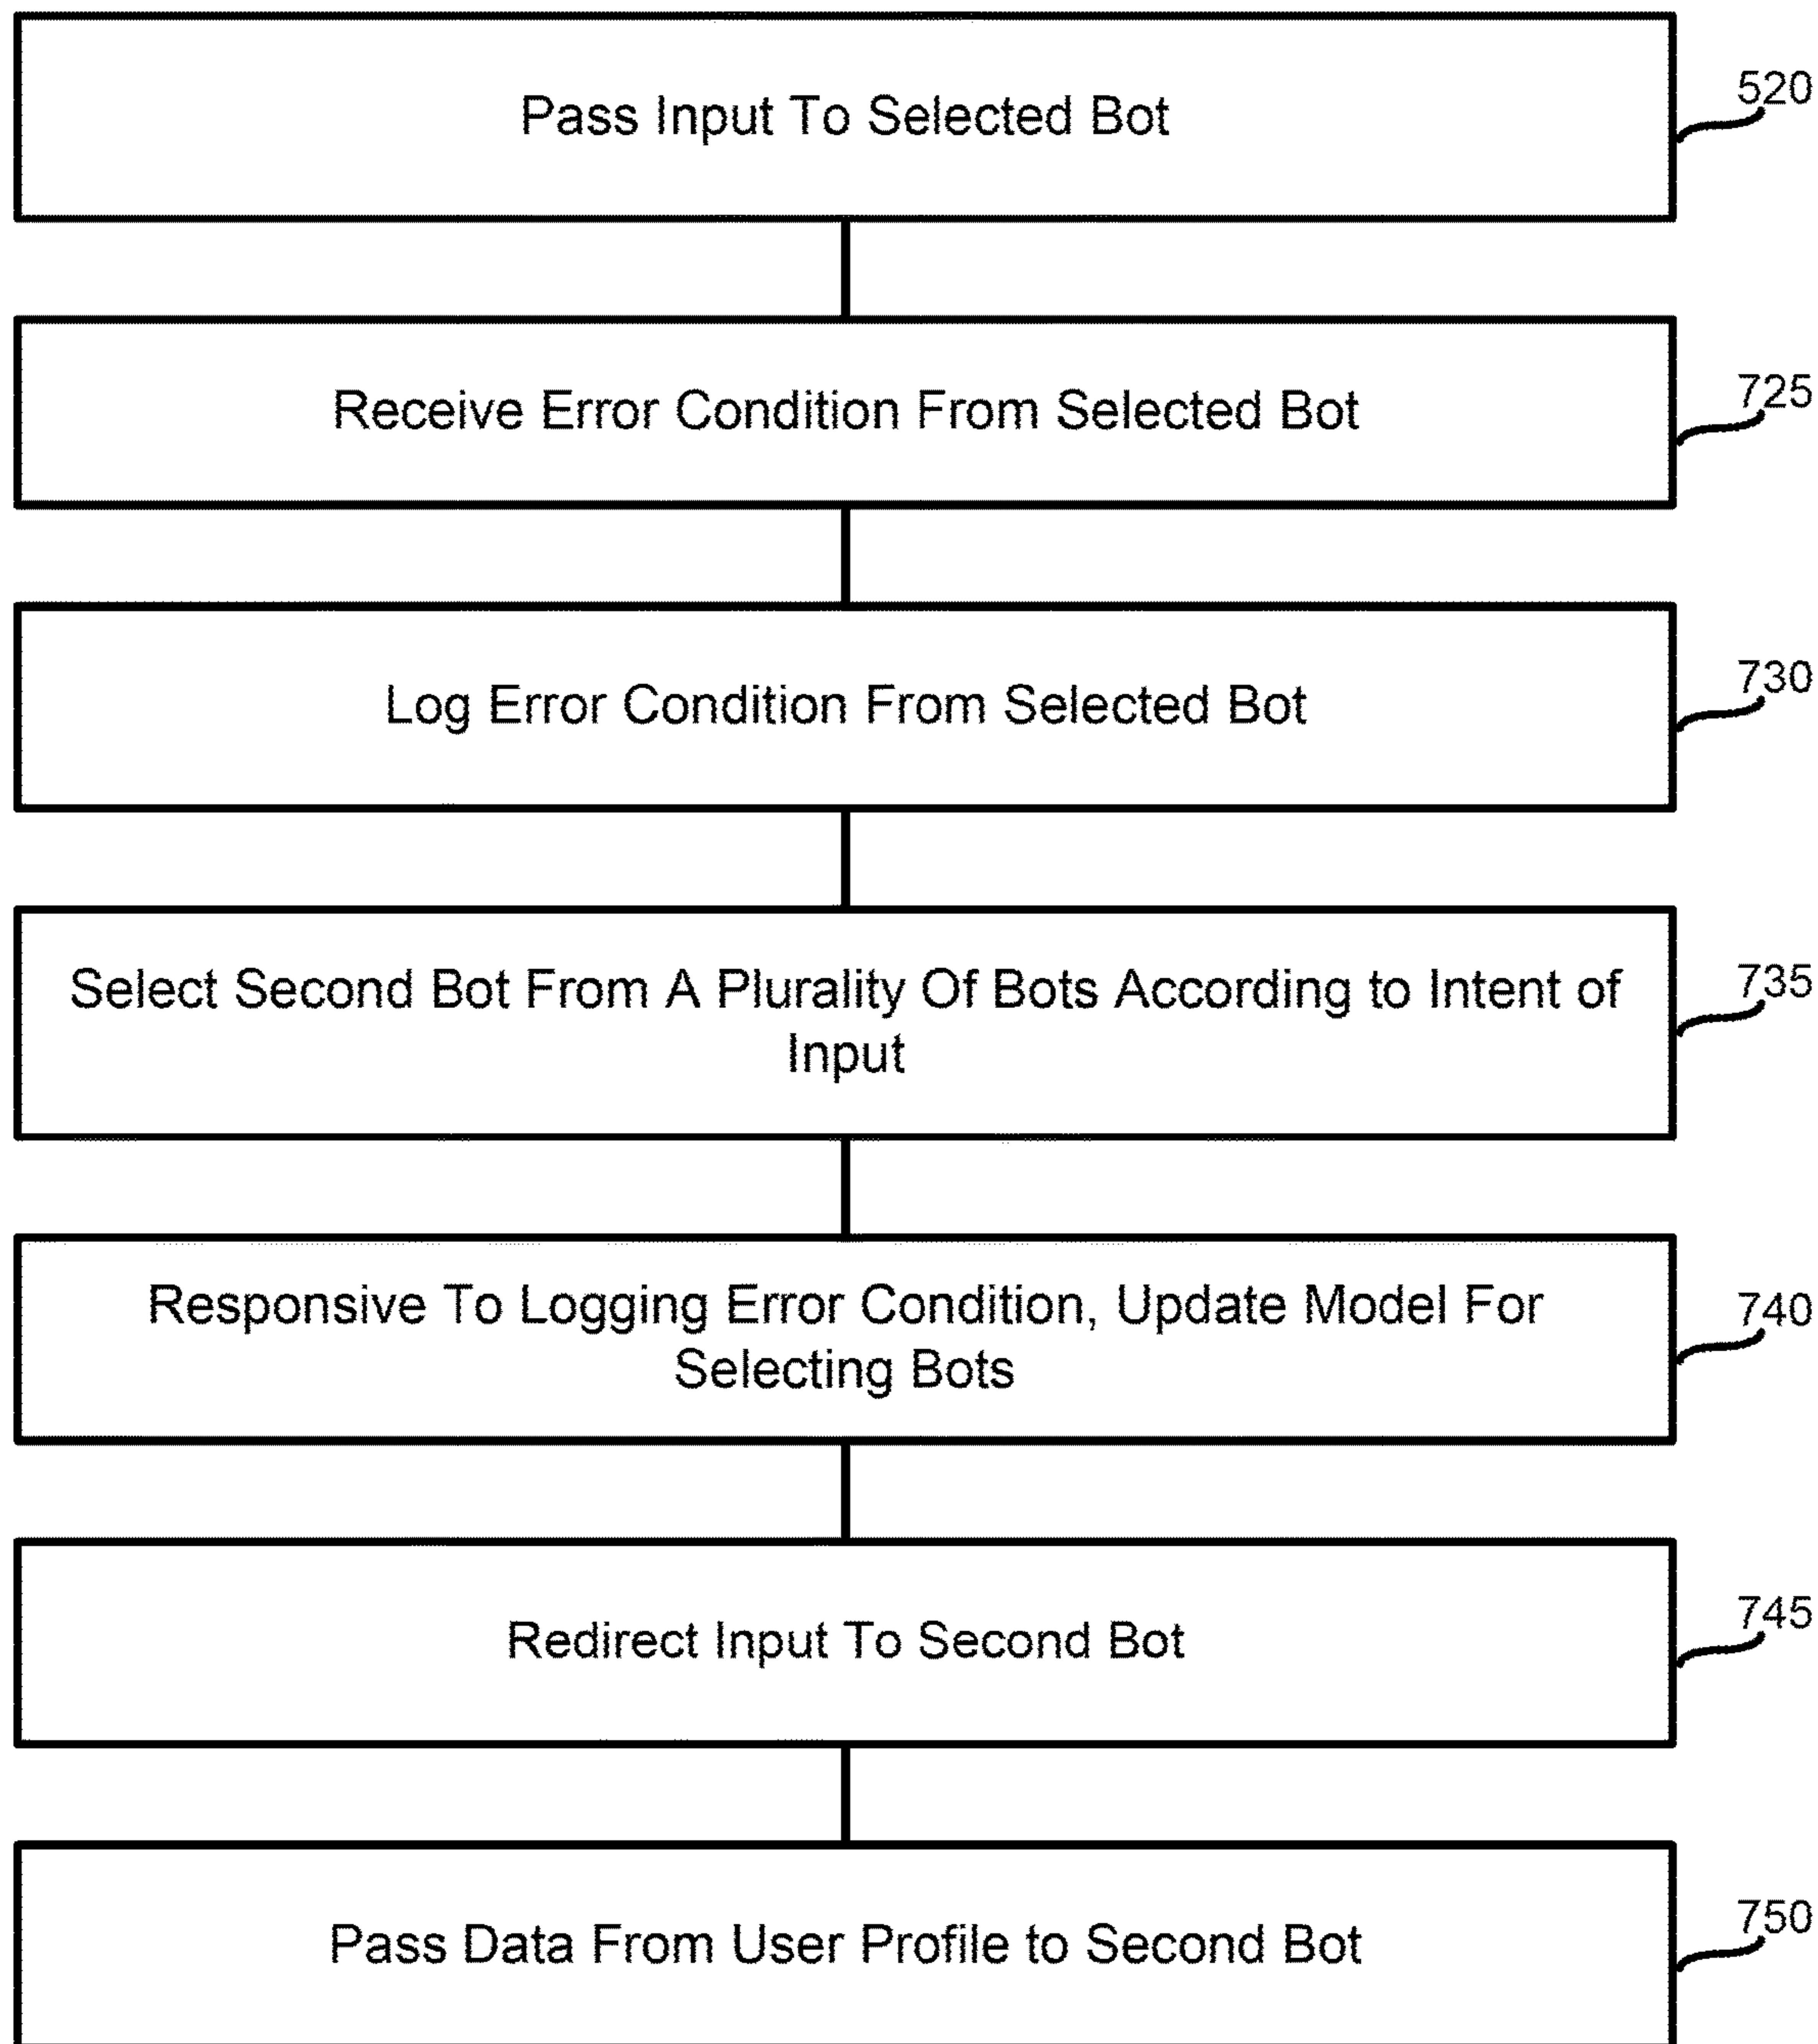 Pass Input To Selected Bot
520
Receive Error Condition From Selected Bot
725
Log Error Condition From Selected Bot
730
Select Second Bot From A Plurality Of Bots According to Intent of
Input
735
Responsive To Logging Error Condition, Update Model For
Selecting Bots
740
Redirect Input To Second Bot
745
Pass Data From User Profile to Second Bot
750